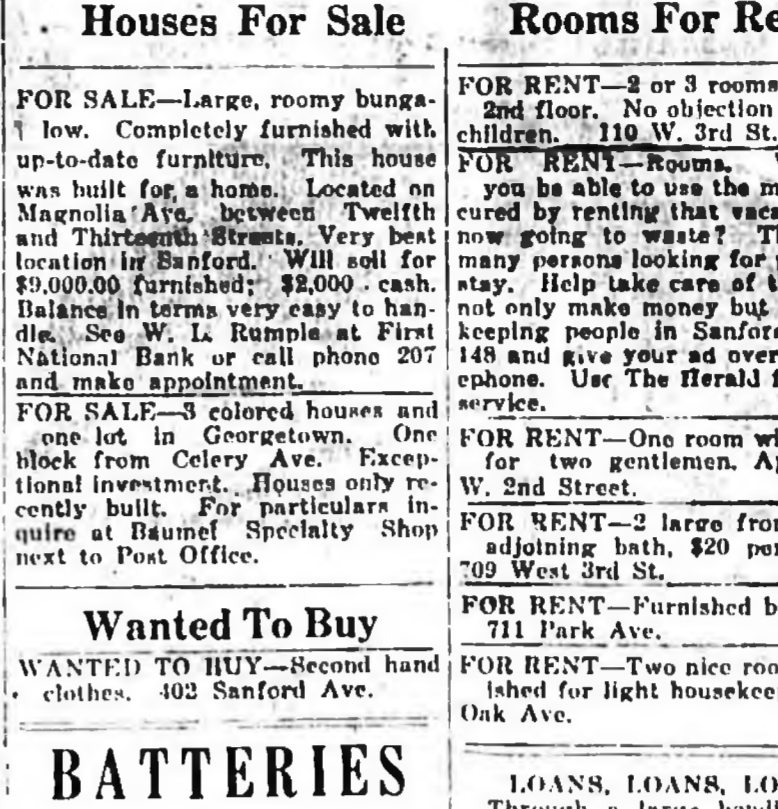 Houses For Sale
FOR SALE—Large, roomy bunga-
low. Completely furnished with
up-to-date furniture. This house
was built for a home. Located on
Magnolia Ave. between Twelfth
and Thirteenth Streets. Very best
location in Sanford. Will sell for
$9,000.00 furnished; $2,000 cash.
Balance in terms very easy to han-
dle. See W. L. Rumple at First
National Bank or call phone 207
and make appointment.
FOR SALE—3 colored houses and
one lot in Georgetown. One
block from Celery Ave. Excep-
tional investment. Houses only re-
cently built. For particulars in-
quire at Baumel Specialty Shop
next to Post Office.
Wanted To Buy
WANTED TO BUY—Second hand
clothes. 402 Sanford Ave.
BATTERIES
Rooms For Re
FOR RENT—2 or 3 rooms
2nd floor. No objection
children. 110 W. 3rd St.
FOR RENT—Rooms.
you be able to use the m
cured by renting that vaca
now going to waste? Th
many persons looking for
stay. Help take care of t
not only make money but
keeping people in Sanfor
148 and give your ad over
ephone. Use The Herald f
service.
FOR RENT—One room wi
for two gentlemen. Ap
W. 2nd Street.
FOR RENT—2 large fron
adjoining bath, $20 per
709 West 3rd St.
FOR RENT—Furnished b
711 Park Ave.
FOR RENT—Two nice roo
ished for light housekee
Oak Ave.
LOANS, LOANS, LO
Through a large